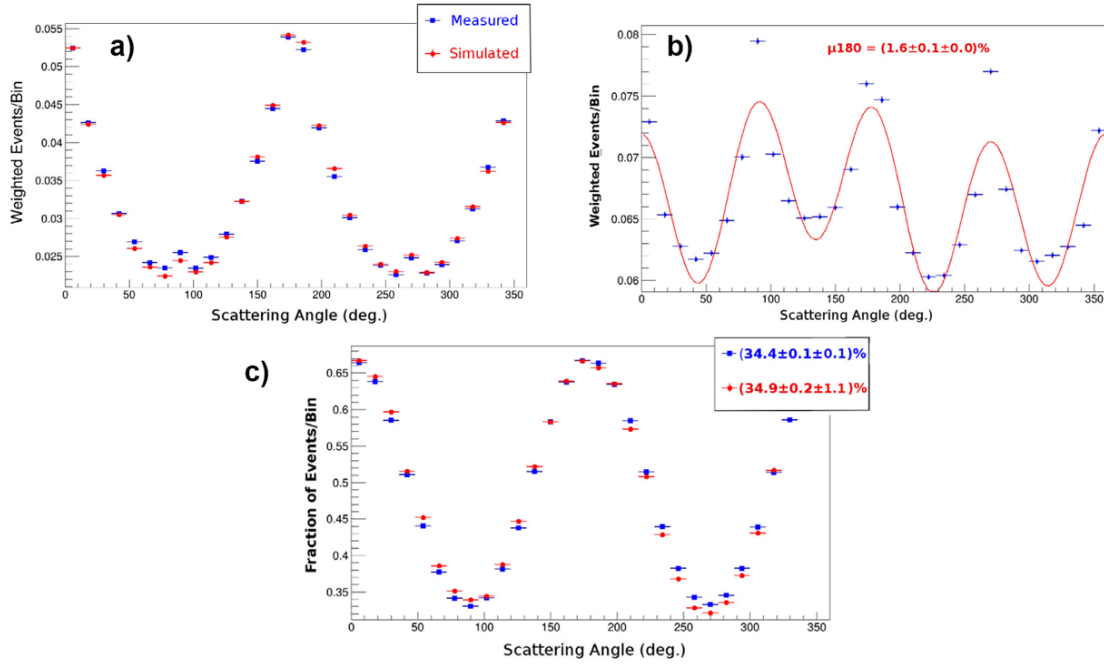 a)
Measured
Simulated
0.055
0.05
0.045
0.04
0.035
0.03
0.025
Weighted Events/Bin
0 50 100 150 200 250 300 350
Scattering Angle (deg.)
b)
μ180 = (1.6±0.1±0.0)%
0.08
0.075
0.07
0.065
0.06
Weighted Events/Bin
0 50 100 150 200 250 300 350
Scattering Angle (deg.)
c)
(34.4±0.1±0.1)%
(34.9±0.2±1.1)%
0.65
0.6
0.55
0.5
0.45
0.4
0.35
Fraction of Events/Bin
0 50 100 150 200 250 300 350
Scattering Angle (deg.)